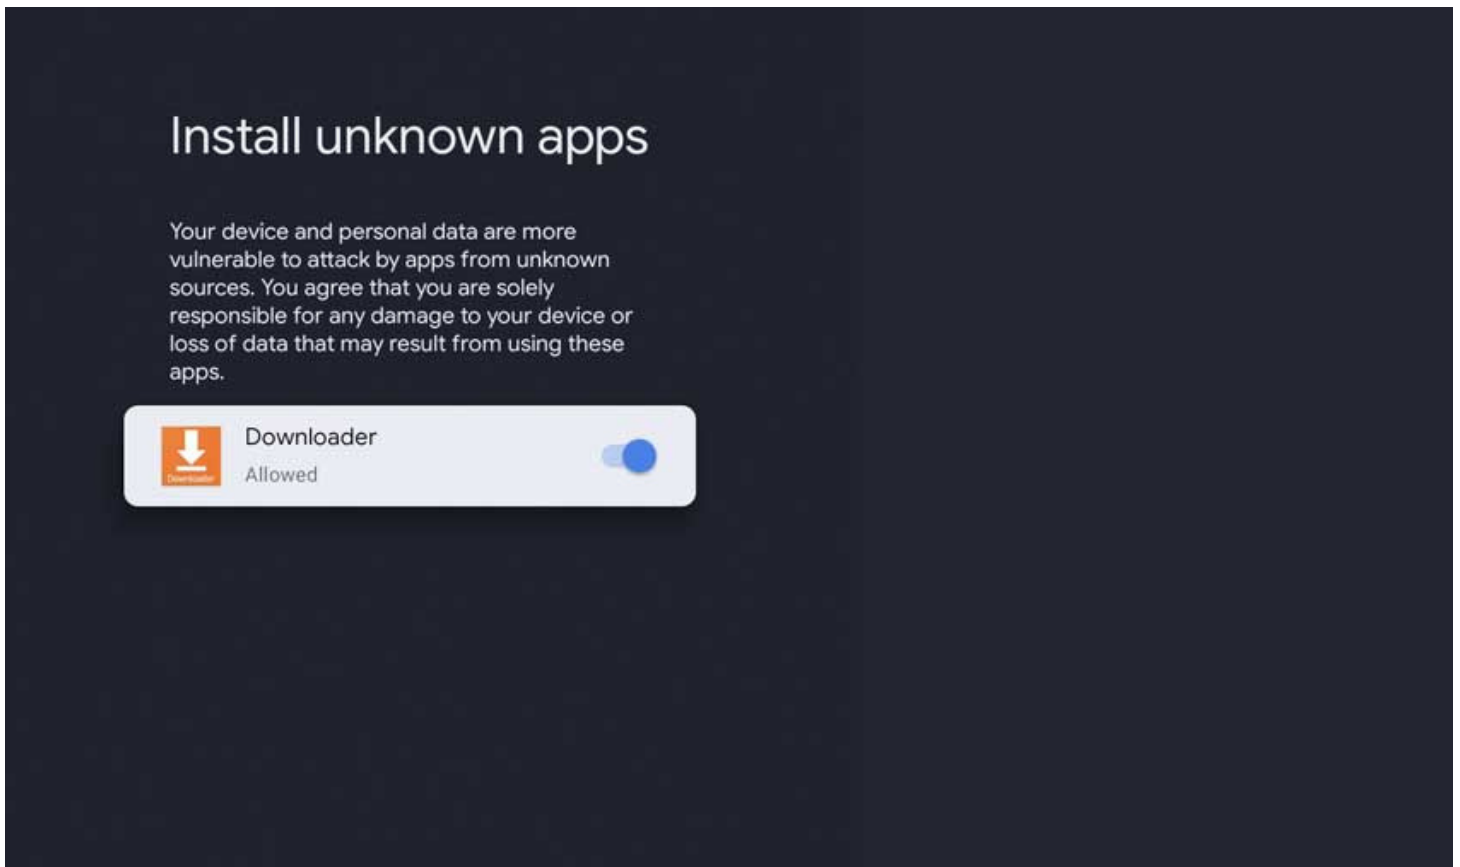 Install unknown apps
Your device and personal data are more
vulnerable to attack by apps from unknown
sources. You agree that you are solely
responsible for any damage to your device or
loss of data that may result from using these
apps.
Downloader
Downloader
Allowed